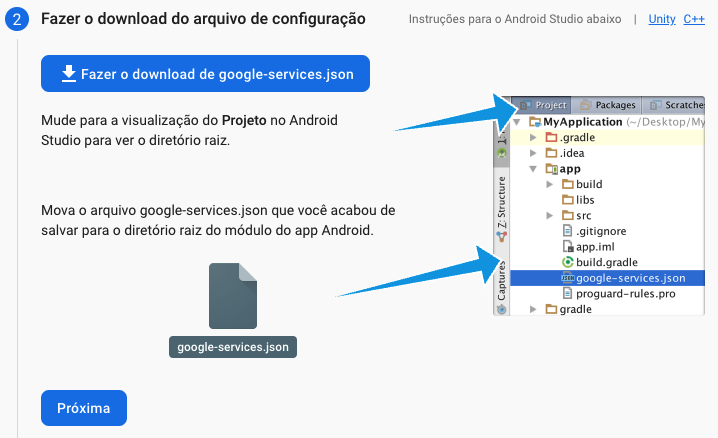 2 Fazer o download do arquivo de configuração
Instruções para o Android Studio abaixo | Unity C++
Fazer o download de google-services.json
Mude para a visualização do Projeto no Android
Studio para ver o diretório raiz.
Mova o arquivo google-services.json que você acabou de
salvar para o diretório raiz do módulo do app Android.
google-services.json
Próxima
Project Packages Scratches
MyApplication (~/Desktop/My
.gradle
.idea
app
build
libs
src
.gitignore
app.iml
build.gradle
google-services.json
proguard-rules.pro
gradle
Z: Structure
Captures